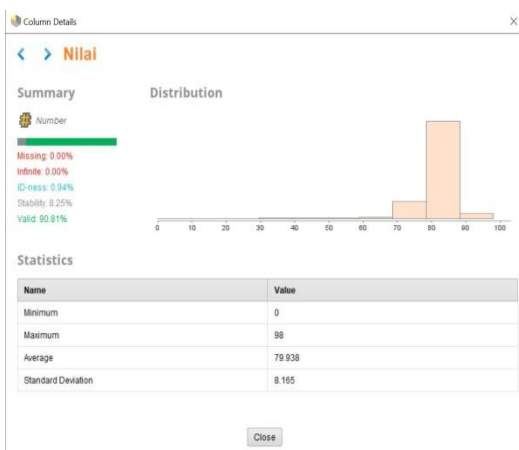 Column Details
Nilai
Summary
Distribution
Number
Missing: 0.00%
Infinite: 0.00%
ID-ness: 0.94%
Stability: 8.25%
Valid: 90.81%
0 10 20 30 40 50 60 70 80 90 100
Statistics
Name Value
Minimum 0
Maximum 98
Average 79.938
Standard Deviation 8.165
Close